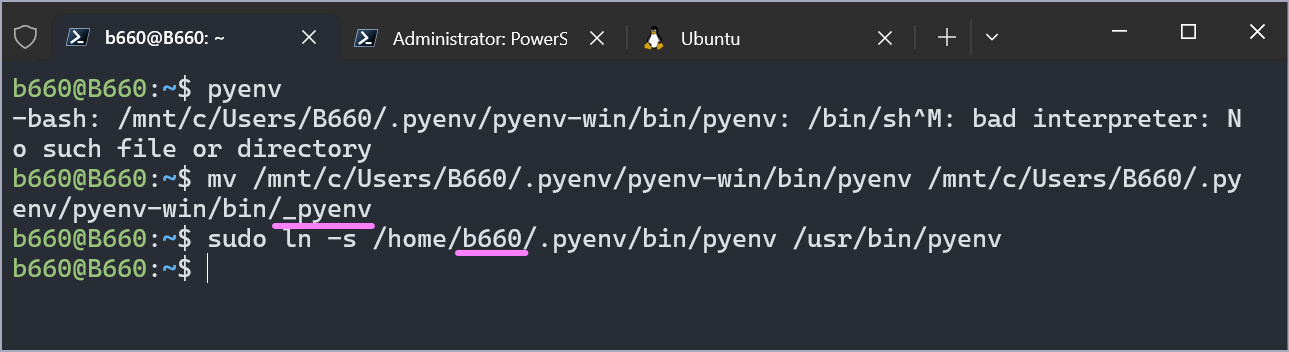 b660@B660: ~ Administrator: PowerS Ubuntu
b660@B660:~$ pyenv
-bash: /mnt/c/Users/B660/.pyenv/pyenv-win/bin/pyenv: /bin/sh^M: bad interpreter: N
o such file or directory
b660@B660:~$ mv /mnt/c/Users/B660/.pyenv/pyenv-win/bin/pyenv /mnt/c/Users/B660/.py
env/pyenv-win/bin/_pyenv
b660@B660:~$ sudo ln -s /home/b660/.pyenv/bin/pyenv /usr/bin/pyenv
b660@B660:~$